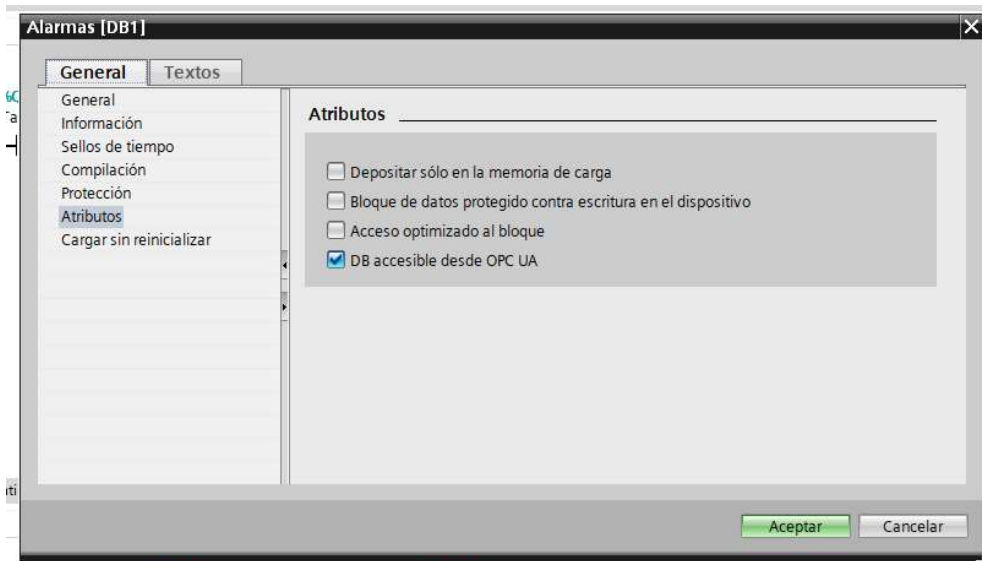 Alarmas [DB1]
General
Textos
General
Información
Sellos de tiempo
Compilación
Protección
Atributos
Cargar sin reinicializar
Atributos
Depositar sólo en la memoria de carga
Bloque de datos protegido contra escritura en el dispositivo
Acceso optimizado al bloque
DB accesible desde OPC UA
Aceptar
Cancelar